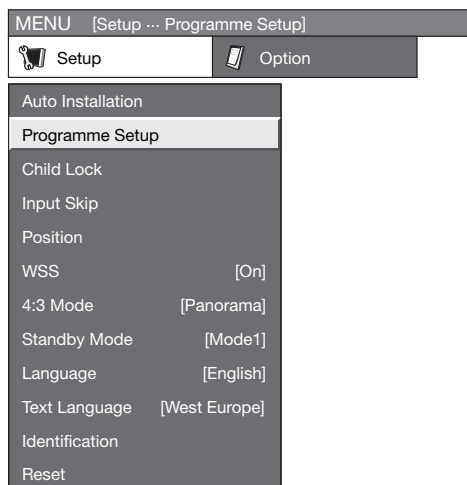 MENU [Setup ··· Programme Setup]
Setup Option
Auto Installation
Programme Setup
Child Lock
Input Skip
Position
WSS [On]
4:3 Mode [Panorama]
Standby Mode [Mode1]
Language [English]
Text Language [West Europe]
Identification
Reset